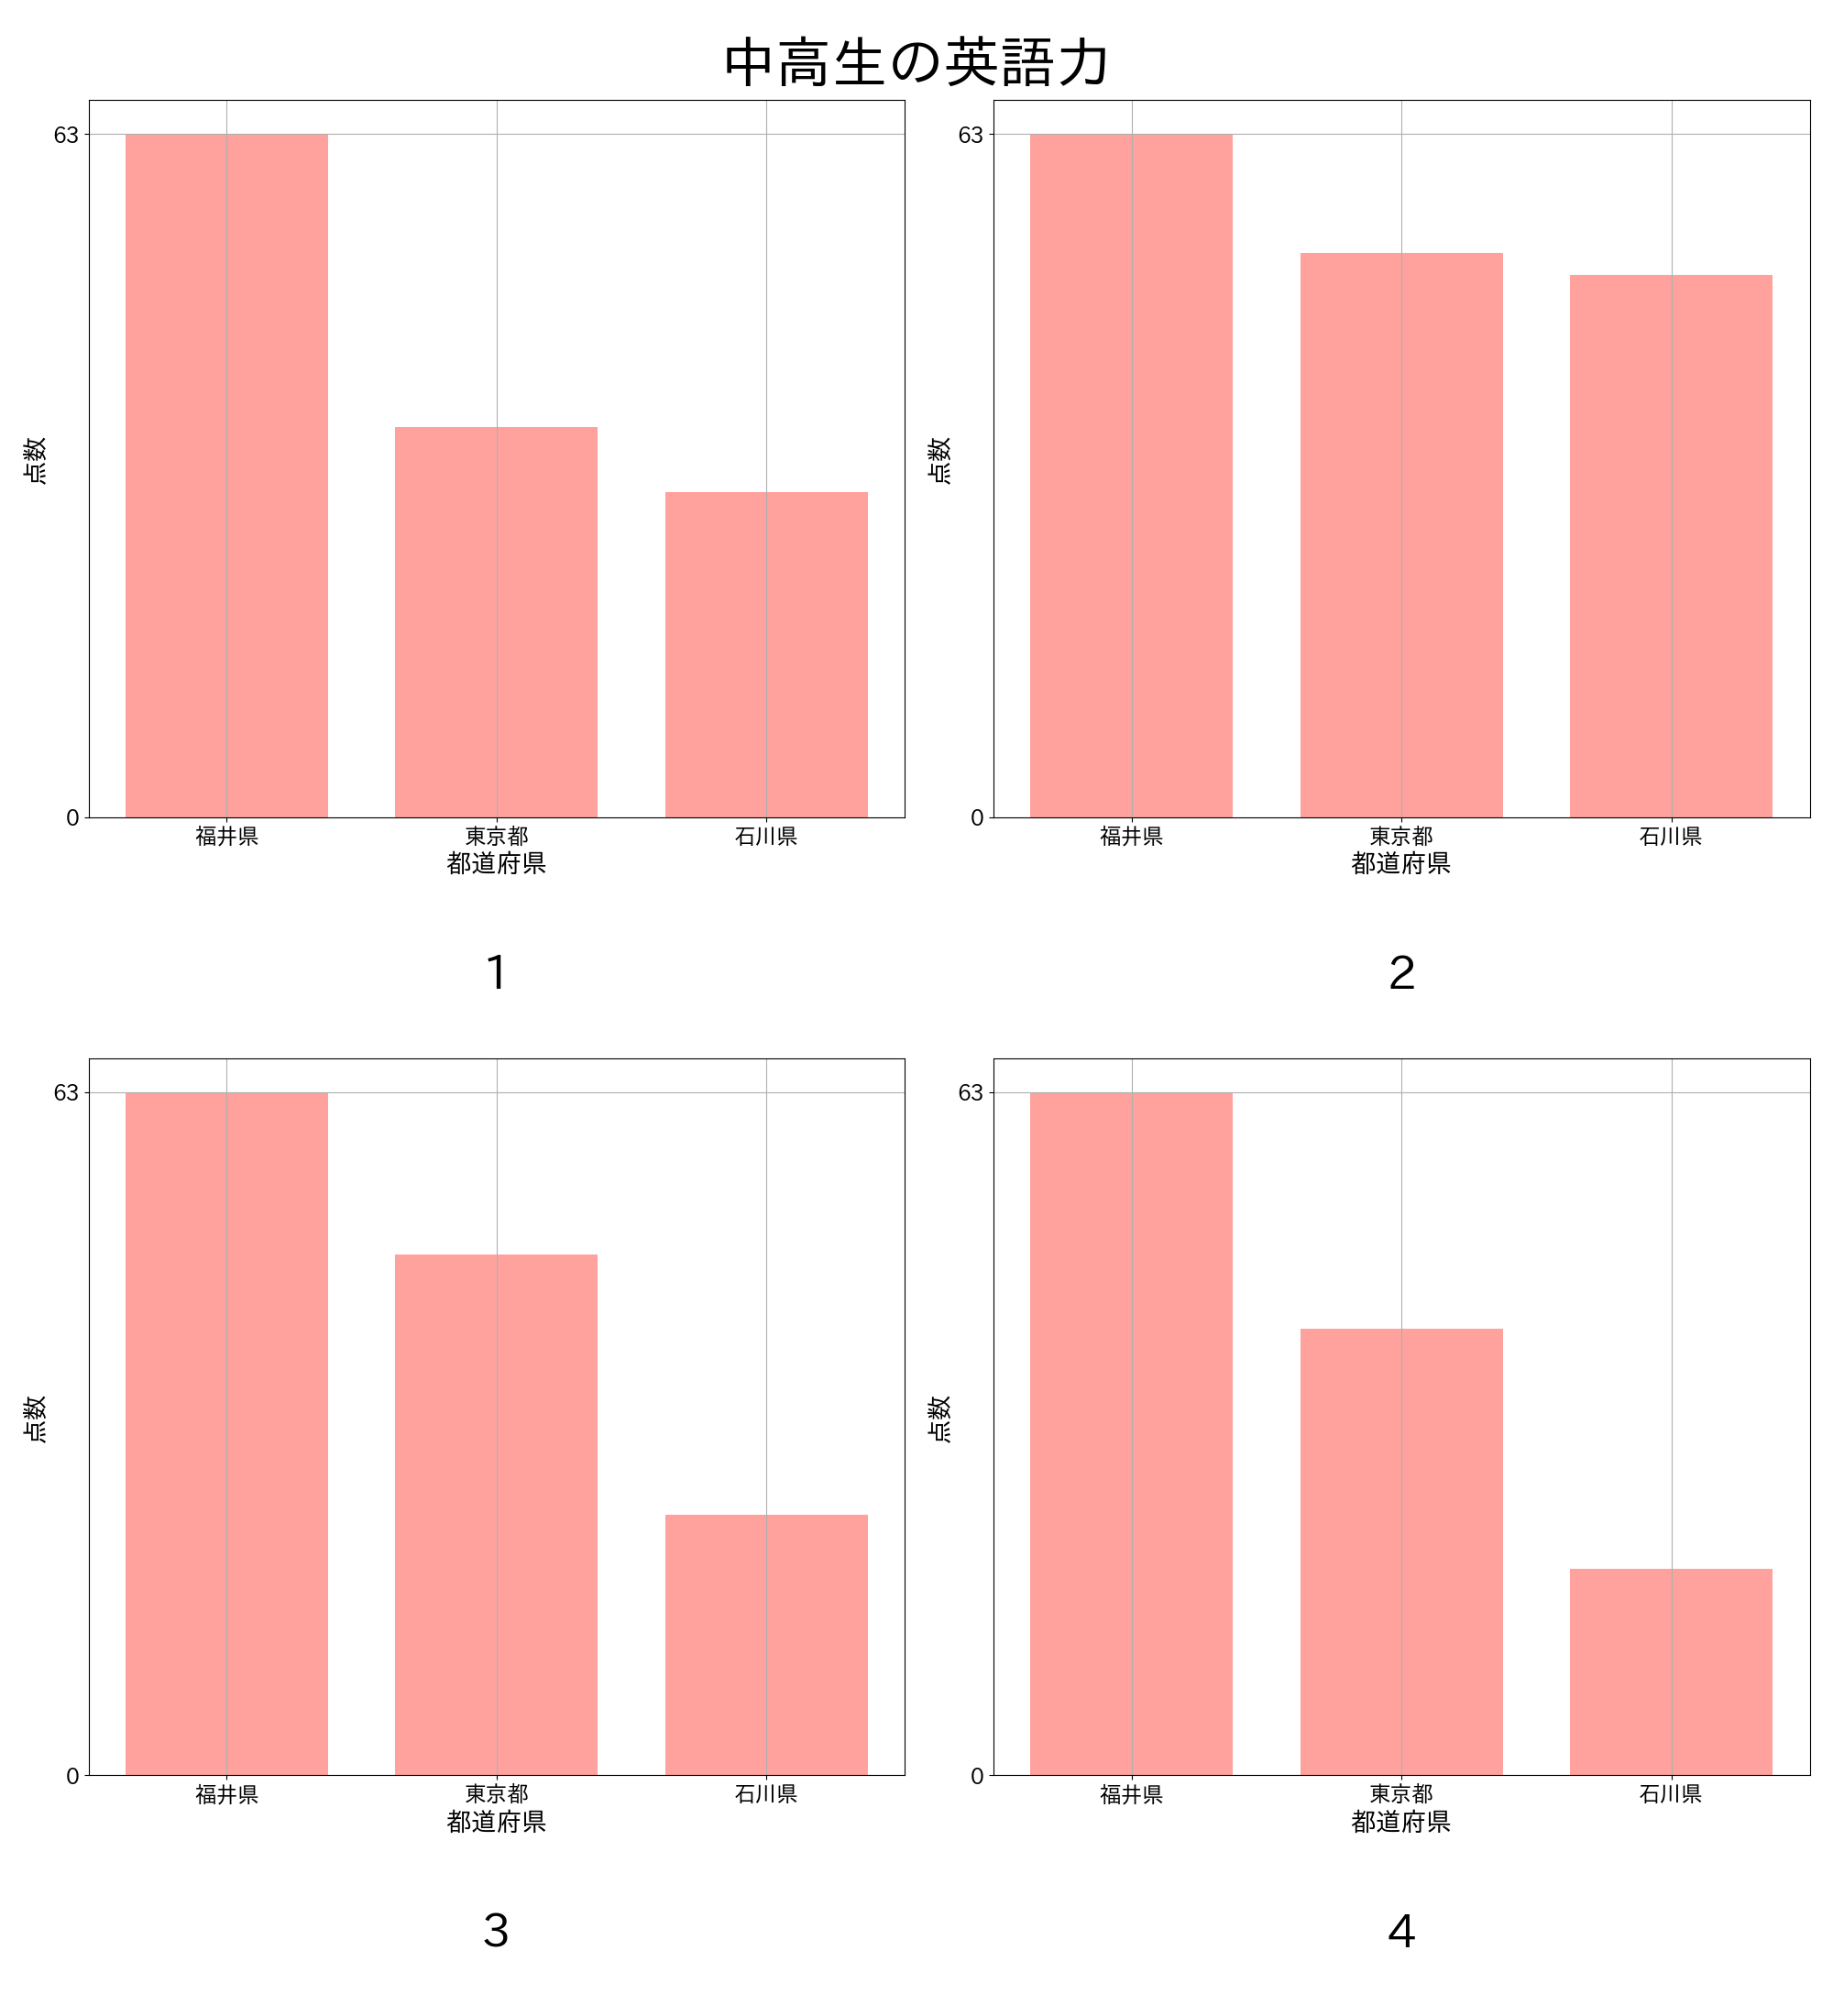 中高生の英語力
63
点数
0
福井県 東京都 石川県
都道府県
1
63
点数
0
福井県 東京都 石川県
都道府県
2
63
点数
0
福井県 東京都 石川県
都道府県
3
63
点数
0
福井県 東京都 石川県
都道府県
4